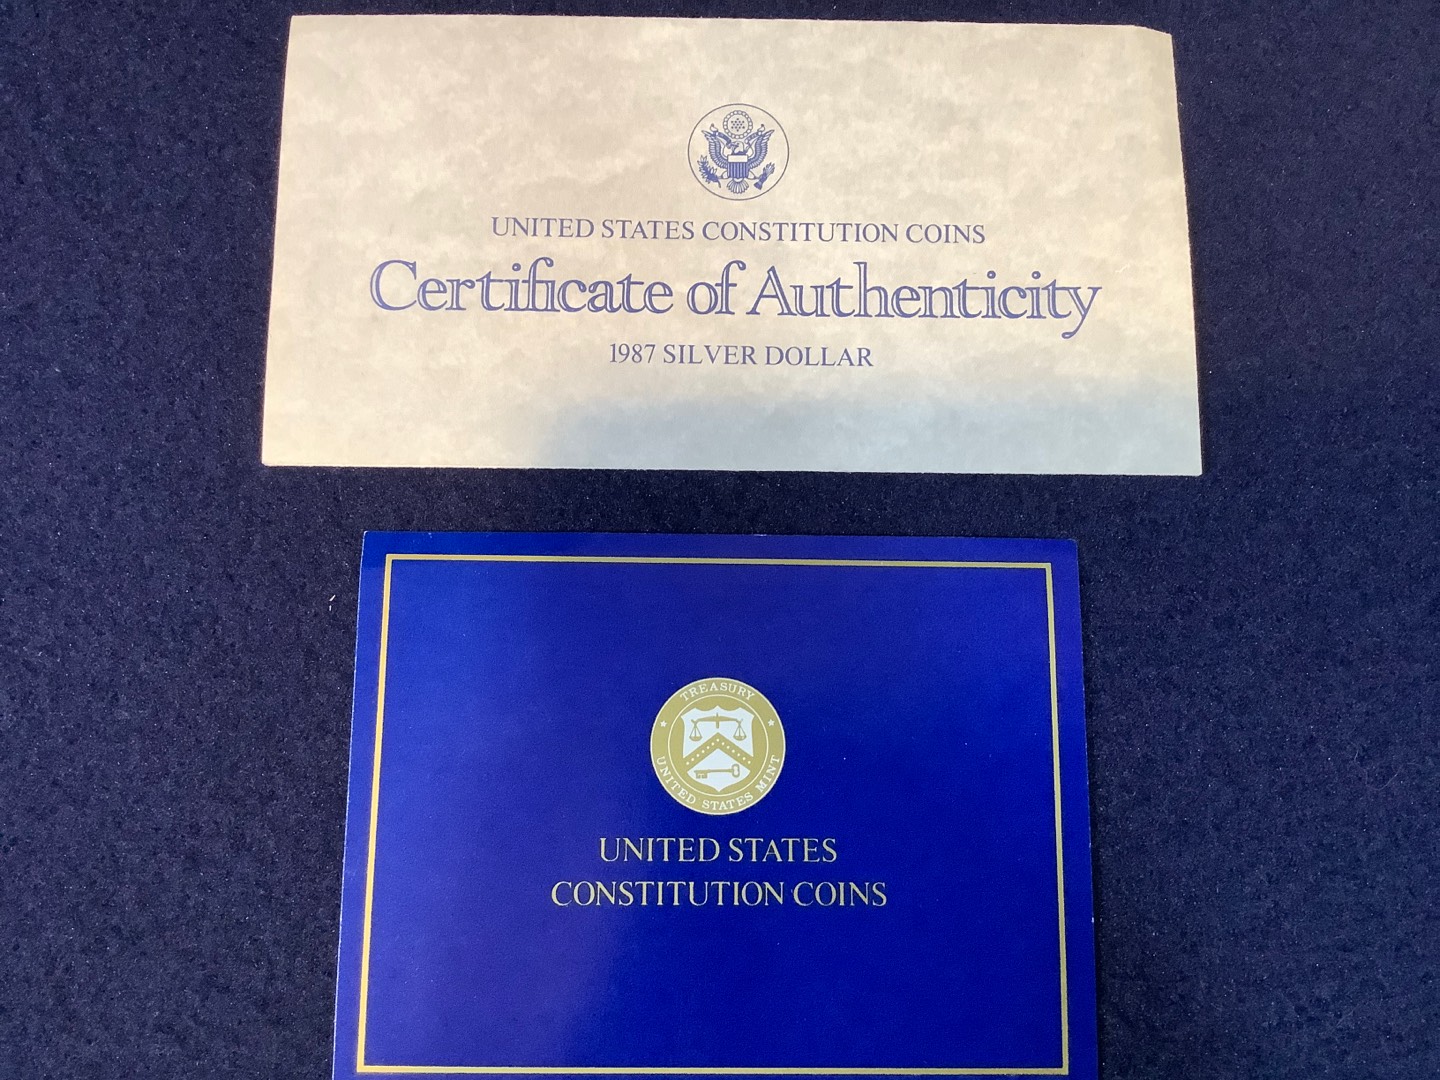 UNITED STATES CONSTITUTION COINS
Certificate of Authenticity
1987 SILVER DOLLAR
TREASURY
UNITED STATES MINT
UNITED STATES
CONSTITUTION COINS